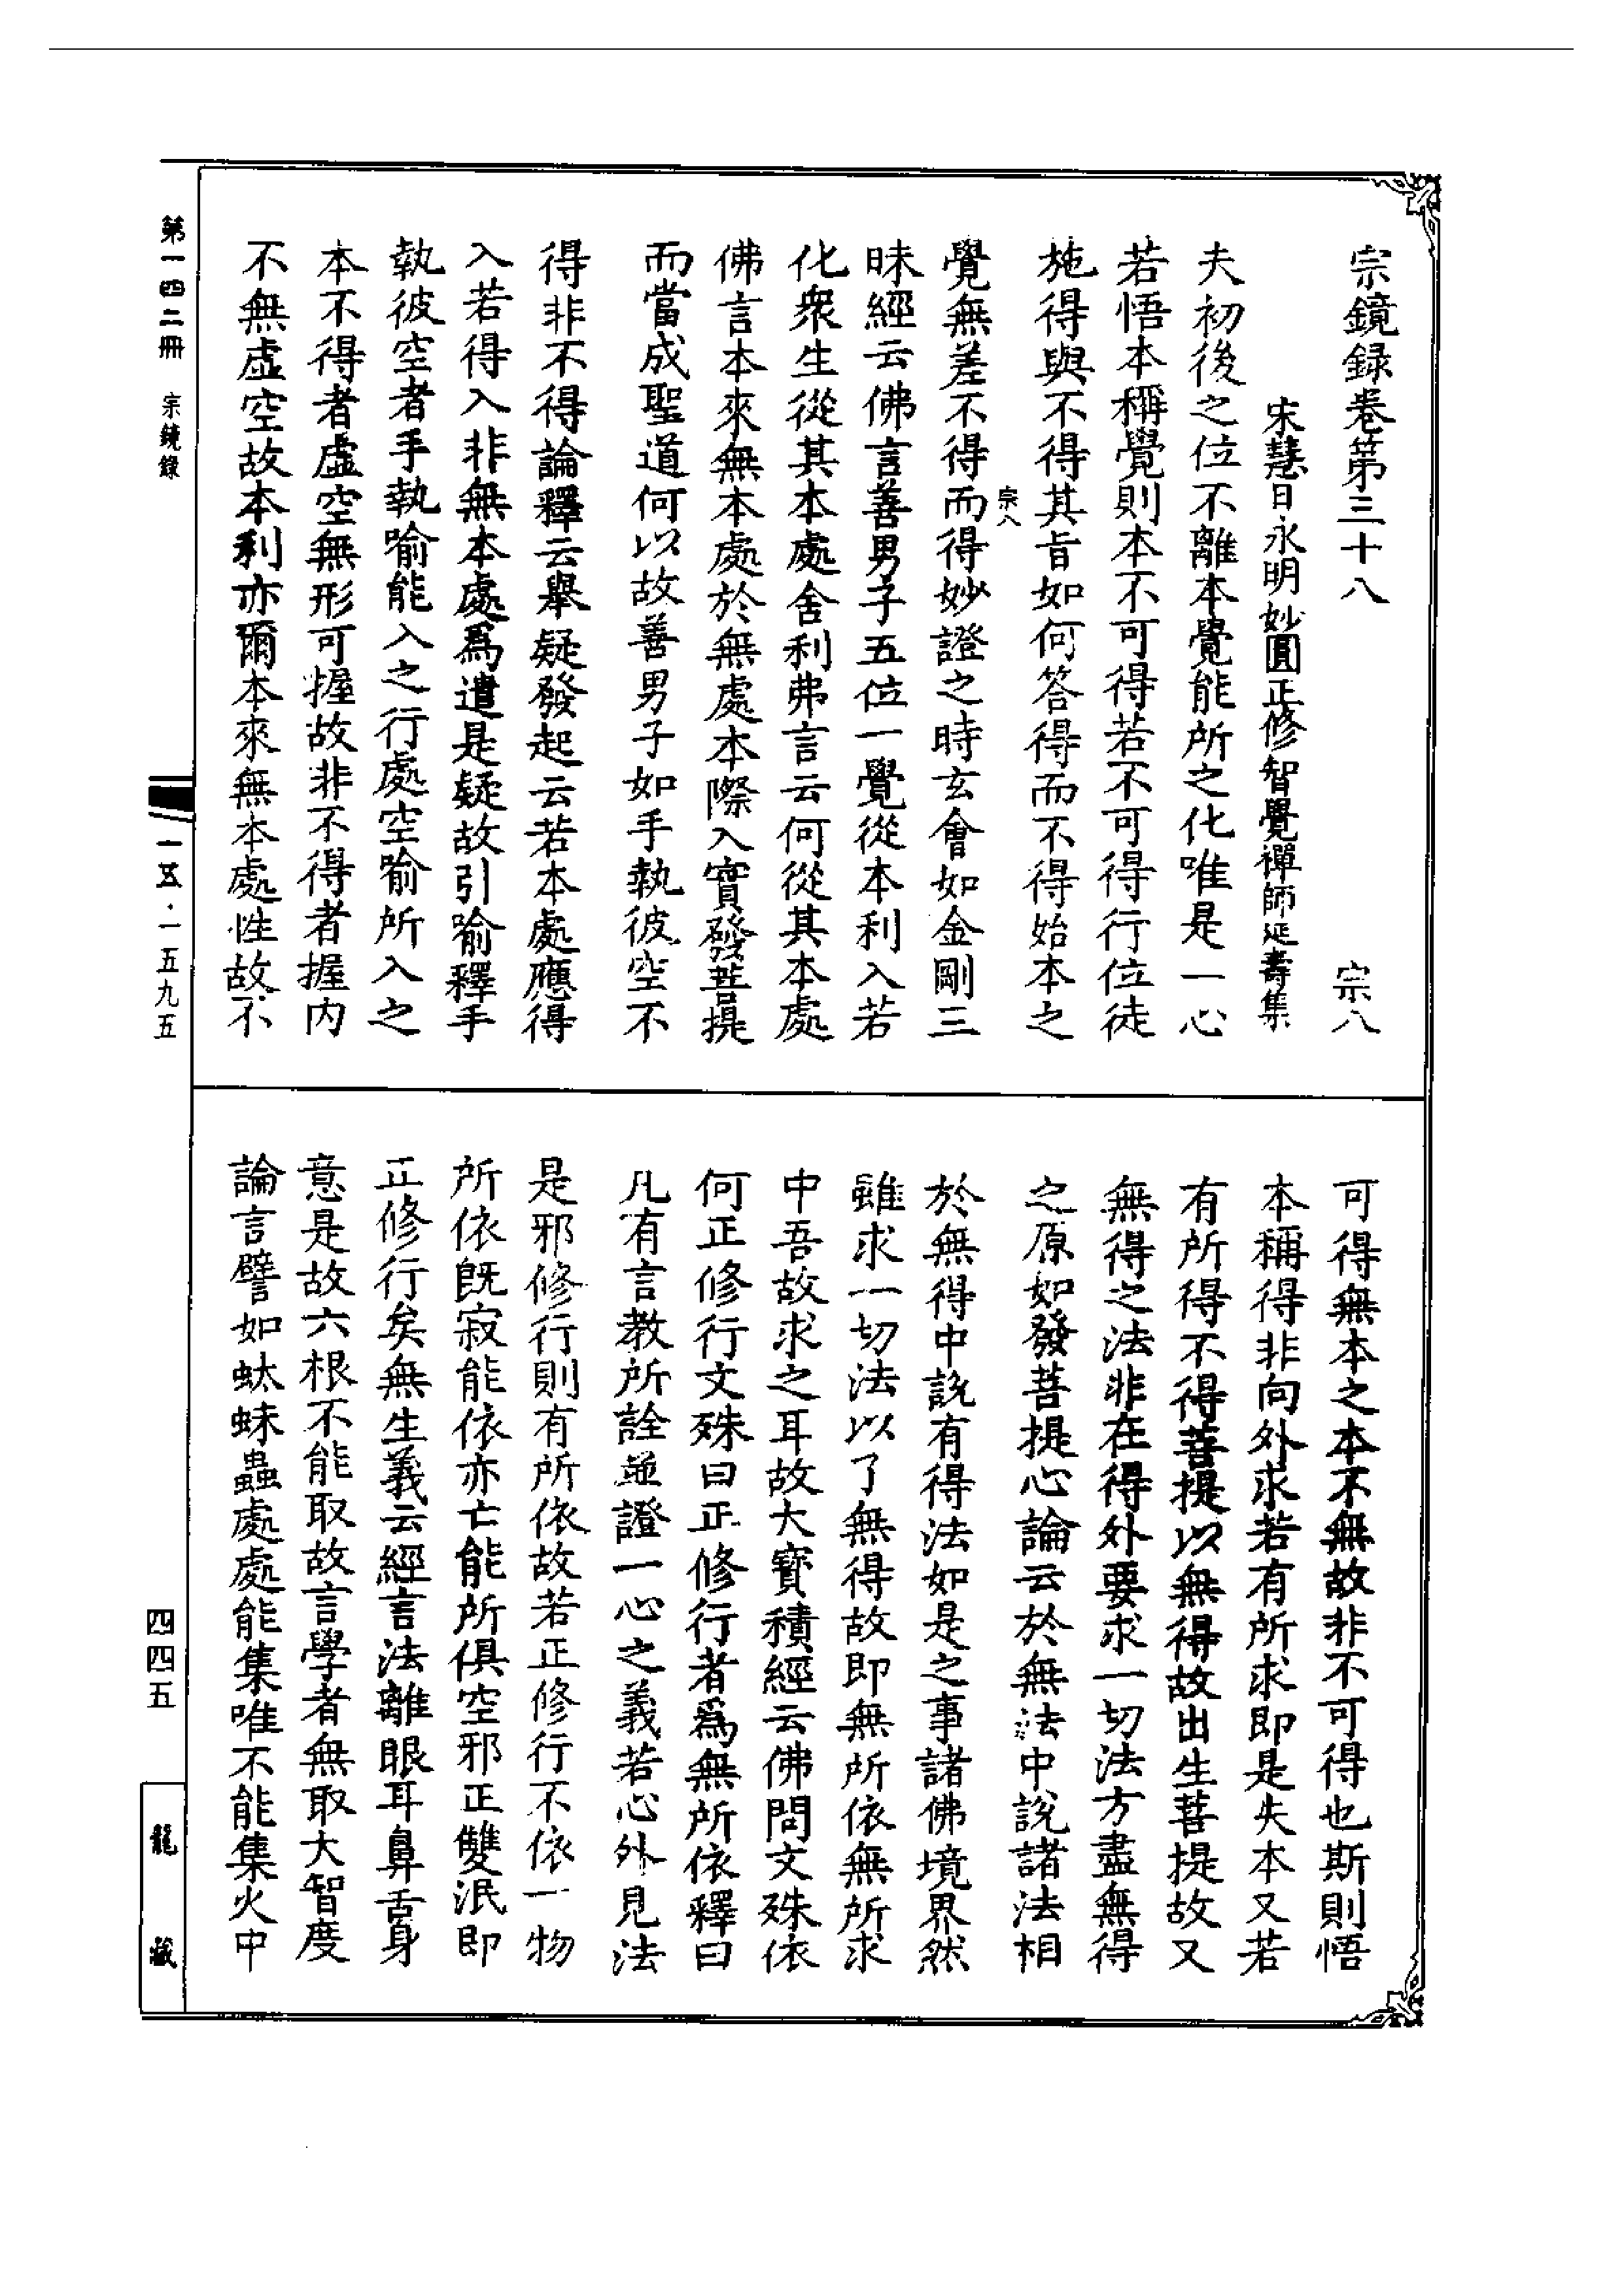 宗鏡録卷第三十八　宗八
宋慧日永明妙圓正修智覺禪師延壽集
夫初後之位不離本覺能所之化唯是一心
若悟本稱覺則本不可得若不可得行位徒
施得與不得其旨如何答得而不得始本之
宗八
覺無差不得而得妙證之時玄會如金剛三
昧經云佛言善男子五位一覺從本利入若
化衆生從其本處舍利弗言云何從其本處
佛言本來無本處於無處本際入實發菩提
而當成聖道何以故善男子如手執彼空不
得非不得論釋云舉疑發起云若本處應得
入若得入非無本處爲遣是疑故引喻釋手
執彼空者手執喻能入之行處空喻所入之
本不得者虛空無形可握故非不得者握内
不無虛空故本利亦爾本來無本處性故不
可得無本之本不無故非不可得也斯則悟
本稱得非向外求若有所求即是失本又若
有所得不得菩提以無得故出生菩提故又
無得之法非在得外要求一切法方盡無得
之原如發菩提心論云於無法中說諸法相
於無得中説有得法如是之事諸佛境界然
雖求一切法以了無得故即無所依無所求
中吾故求之耳故大寶積經云佛問文殊依
何正修行文殊曰正修行者爲無所依釋曰
凡有言教所詮並證一心之義若心外見法
是邪修行則有所依故若正修行不依一物
所依既寂能依亦亡能所俱空邪正雙泯即
正修行矣無生義云經言法離眼耳鼻舌身
意是故六根不能取故言學者無取大智度
論言譬如蚊蚋蟲處處能集唯不能集火中
第一四二冊　宗鏡錄
一五·一五九五
四四五
龍藏